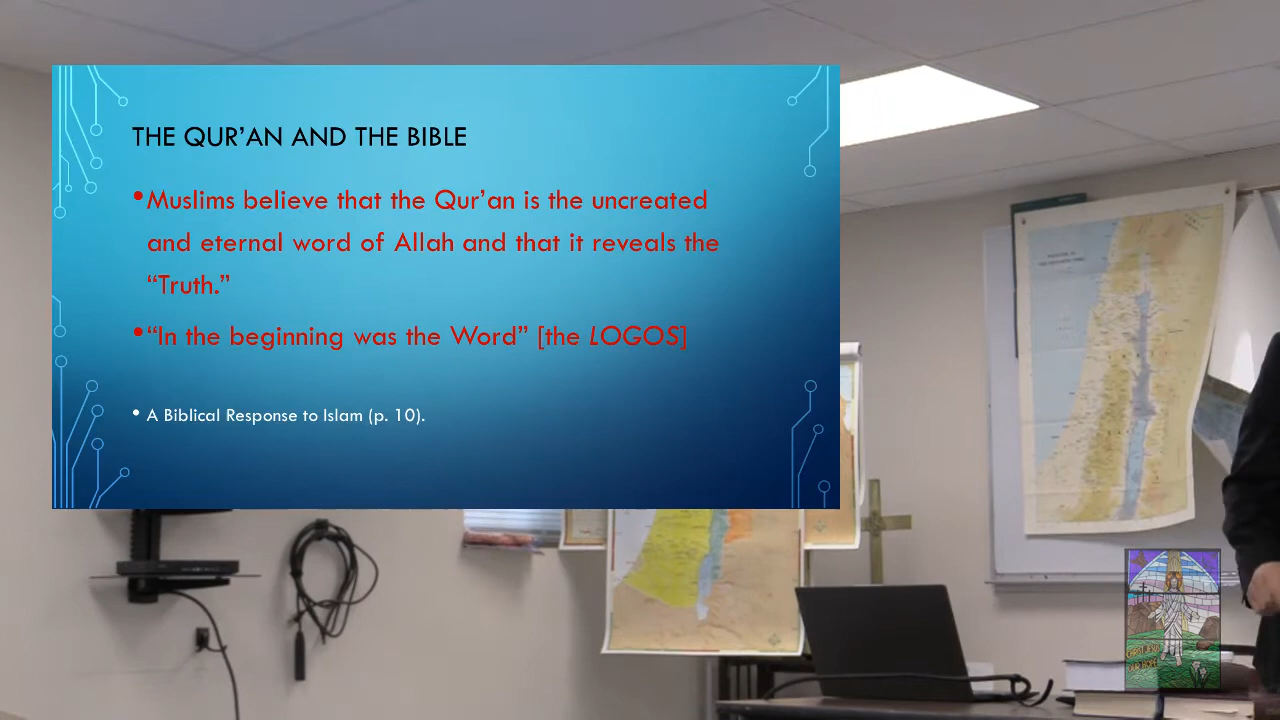 THE QUR’AN AND THE BIBLE
•Muslims believe that the Qur’an is the uncreated
and eternal word of Allah and that it reveals the
“Truth.”
•“In the beginning was the Word” [the LOGOS]
• A Biblical Response to Islam (p. 10).